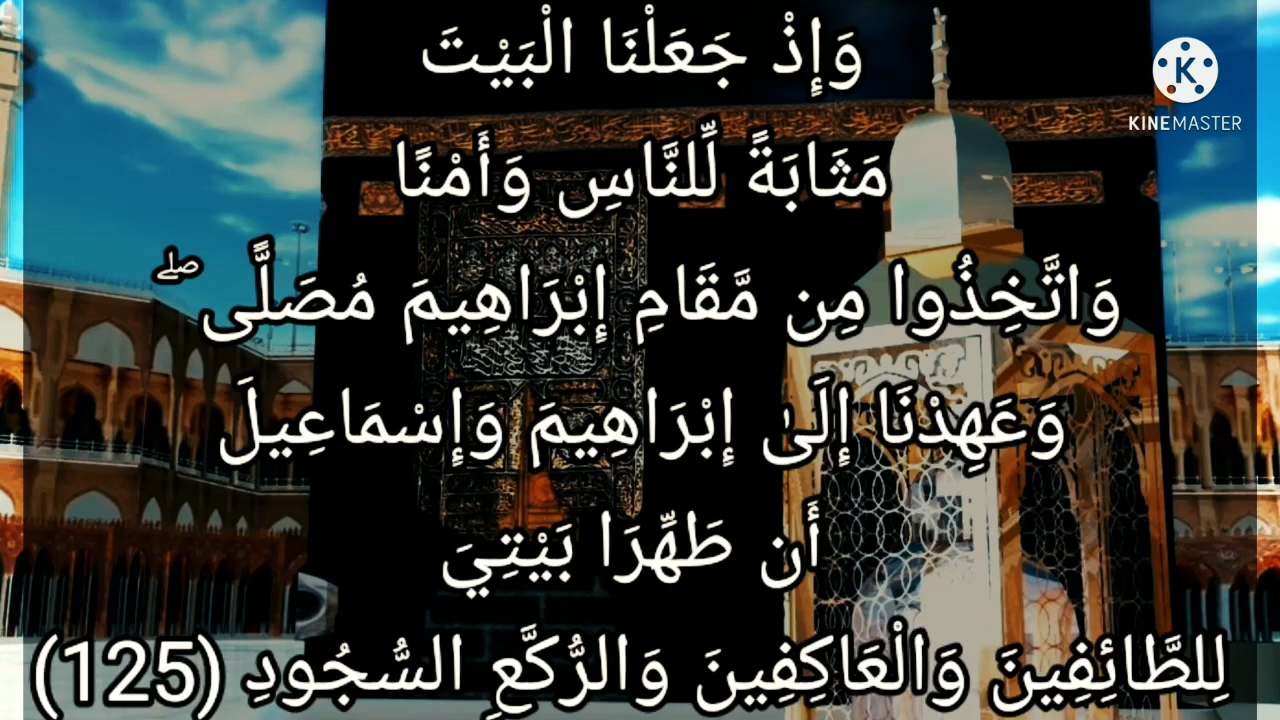 وَإِذْ جَعَلْنَا الْبَيْتَ
مَثَابَةً لِّلنَّاسِ وَأَمْنًا
وَاتَّخِذُوا مِن مَّقَامِ إِبْرَاهِيمَ مُصَلًّى ۖ
وَعَهِدْنَا إِلَىٰ إِبْرَاهِيمَ وَإِسْمَاعِيلَ
أَن طَهِّرَا بَيْتِيَ
لِلطَّائِفِينَ وَالْعَاكِفِينَ وَالرُّكَّعِ السُّجُودِ (125)
K
KINEMASTER